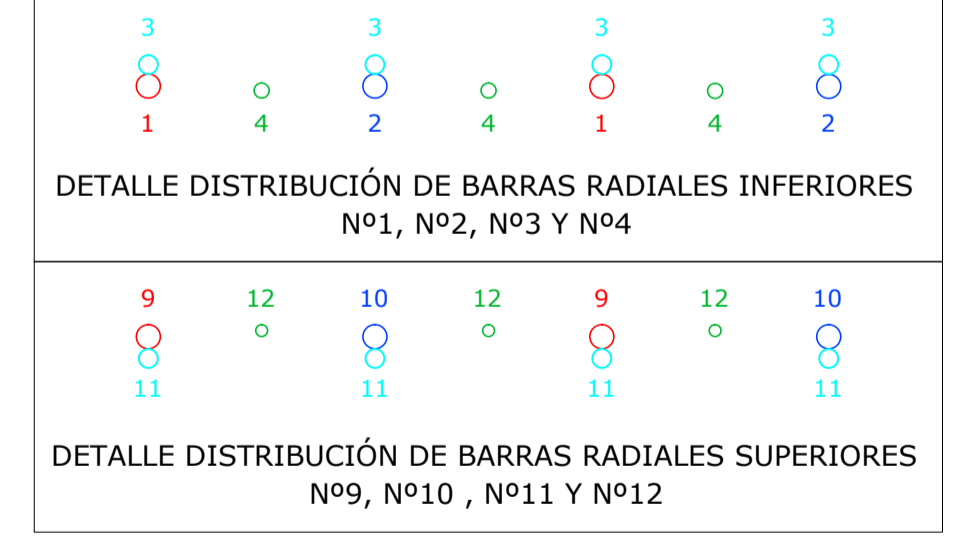 3 3 3 3
1 4 2 4 1 4 2
DETALLE DISTRIBUCIÓN DE BARRAS RADIALES INFERIORES
Nº1, Nº2, Nº3 Y Nº4
9 12 10 12 9 12 10
11 11 11 11
DETALLE DISTRIBUCIÓN DE BARRAS RADIALES SUPERIORES
Nº9, Nº10 , Nº11 Y Nº12